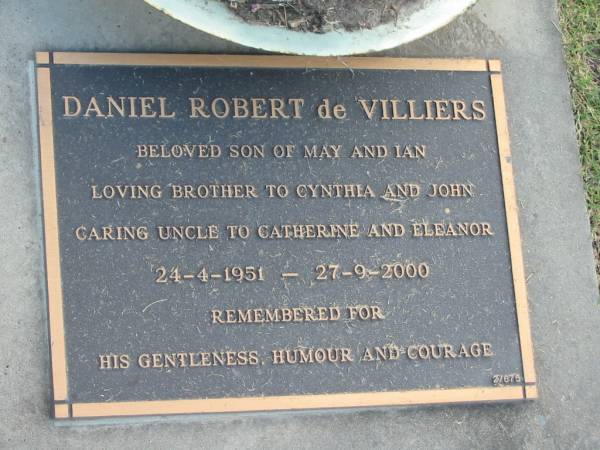 DANIEL ROBERT de VILLIERS
BELOVED SON OF MAY AND IAN
LOVING BROTHER TO CYNTHIA AND JOHN
CARING UNCLE TO CATHERINE AND ELEANOR
24-4-1951 — 27-9-2000
REMEMBERED FOR
HIS GENTLENESS, HUMOUR AND COURAGE